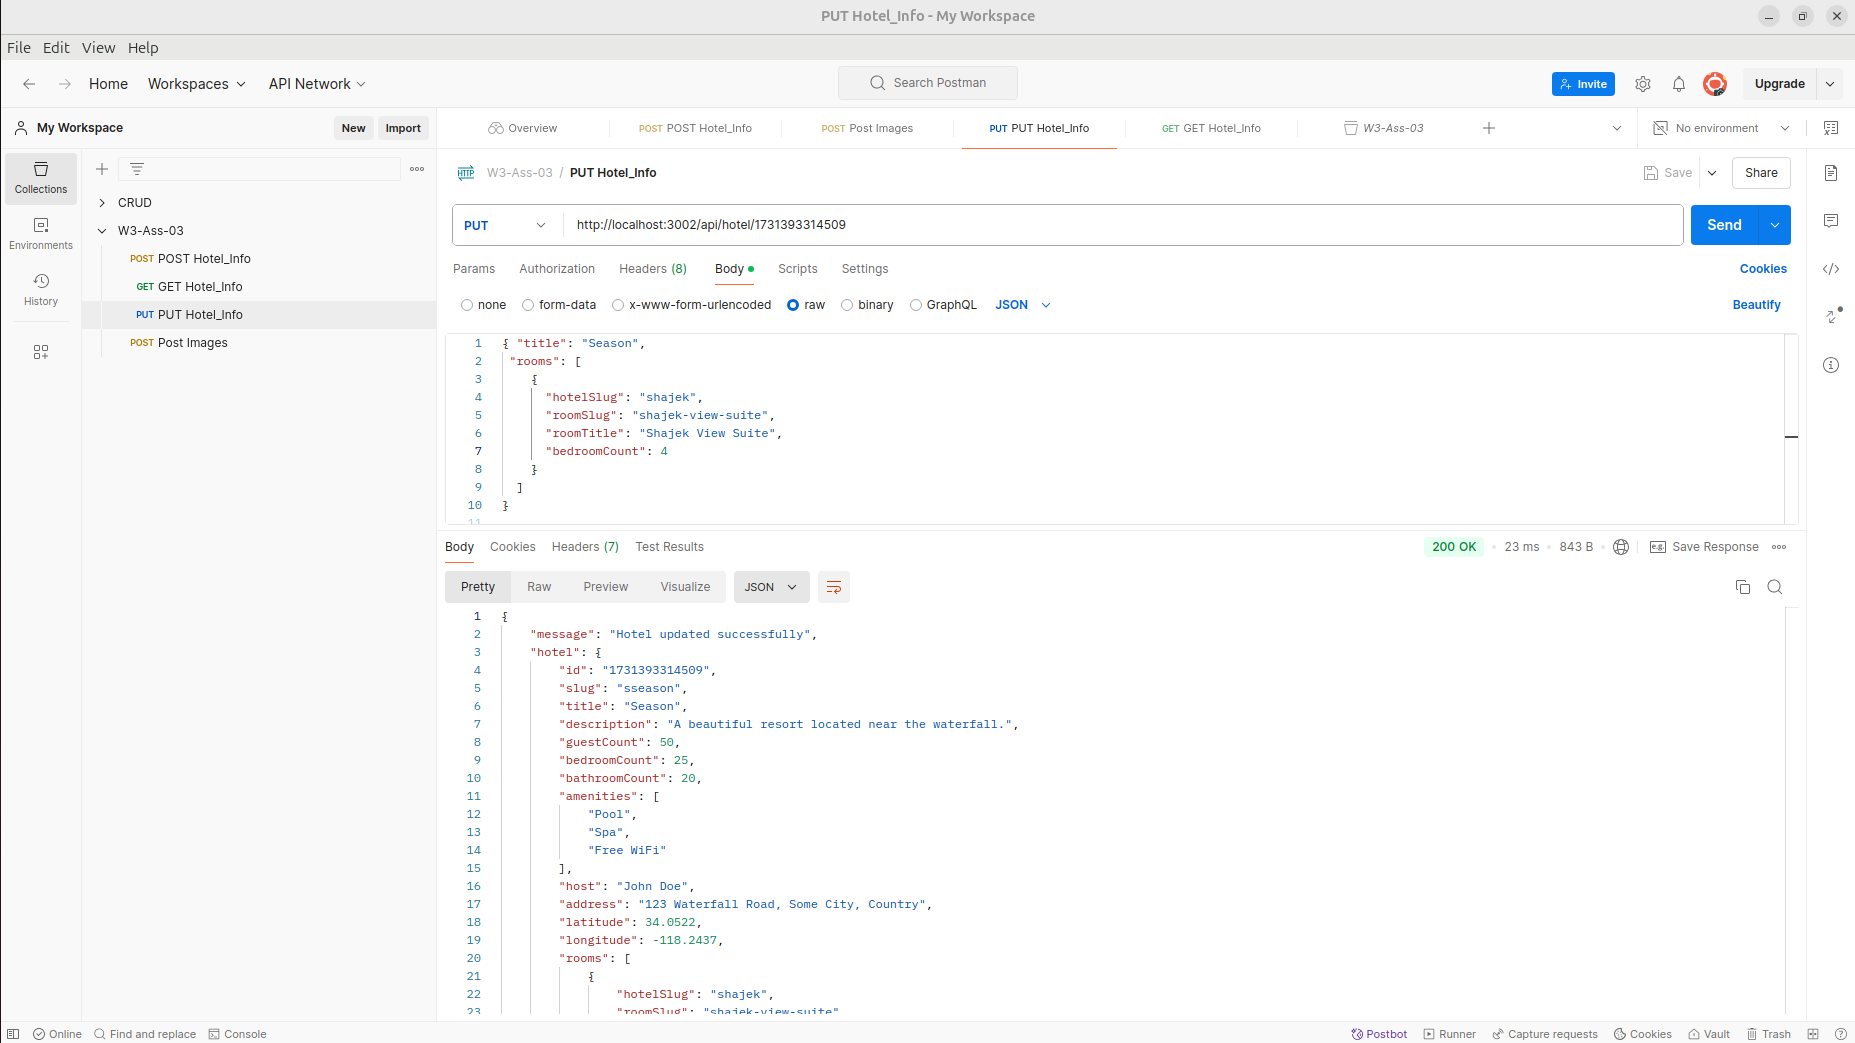 PUT Hotel_Info - My Workspace
File Edit View Help
Home Workspaces API Network Search Postman Invite Upgrade
My Workspace New Import Overview POST POST Hotel_Info POST Post Images PUT PUT Hotel_Info GET GET Hotel_Info W3-Ass-03 No environment
Collections
Environments
History
CRUD
W3-Ass-03
POST POST Hotel_Info
GET GET Hotel_Info
PUT PUT Hotel_Info
POST Post Images
HTTP W3-Ass-03 / PUT Hotel_Info Save Share
PUT http://localhost:3002/api/hotel/1731393314509 Send
Params Authorization Headers (8) Body Scripts Settings Cookies
none form-data x-www-form-urlencoded raw binary GraphQL JSON Beautify
1 { "title": "Season",
2 "rooms": [
3 {
4 "hotelSlug": "shajek",
5 "roomSlug": "shajek-view-suite",
6 "roomTitle": "Shajek View Suite",
7 "bedroomCount": 4
8 }
9 ]
10 }
11
Body Cookies Headers (7) Test Results 200 OK 23 ms 843 B e.g. Save Response
Pretty Raw Preview Visualize JSON
1 {
2 "message": "Hotel updated successfully",
3 "hotel": {
4 "id": "1731393314509",
5 "slug": "sseason",
6 "title": "Season",
7 "description": "A beautiful resort located near the waterfall.",
8 "guestCount": 50,
9 "bedroomCount": 25,
10 "bathroomCount": 20,
11 "amenities": [
12 "Pool",
13 "Spa",
14 "Free WiFi"
15 ],
16 "host": "John Doe",
17 "address": "123 Waterfall Road, Some City, Country",
18 "latitude": 34.0522,
19 "longitude": -118.2437,
20 "rooms": [
21 {
22 "hotelSlug": "shajek",
23 "roomSlug": "shajek-view-suite"
Online Find and replace Console Postbot Runner Capture requests Cookies Vault Trash